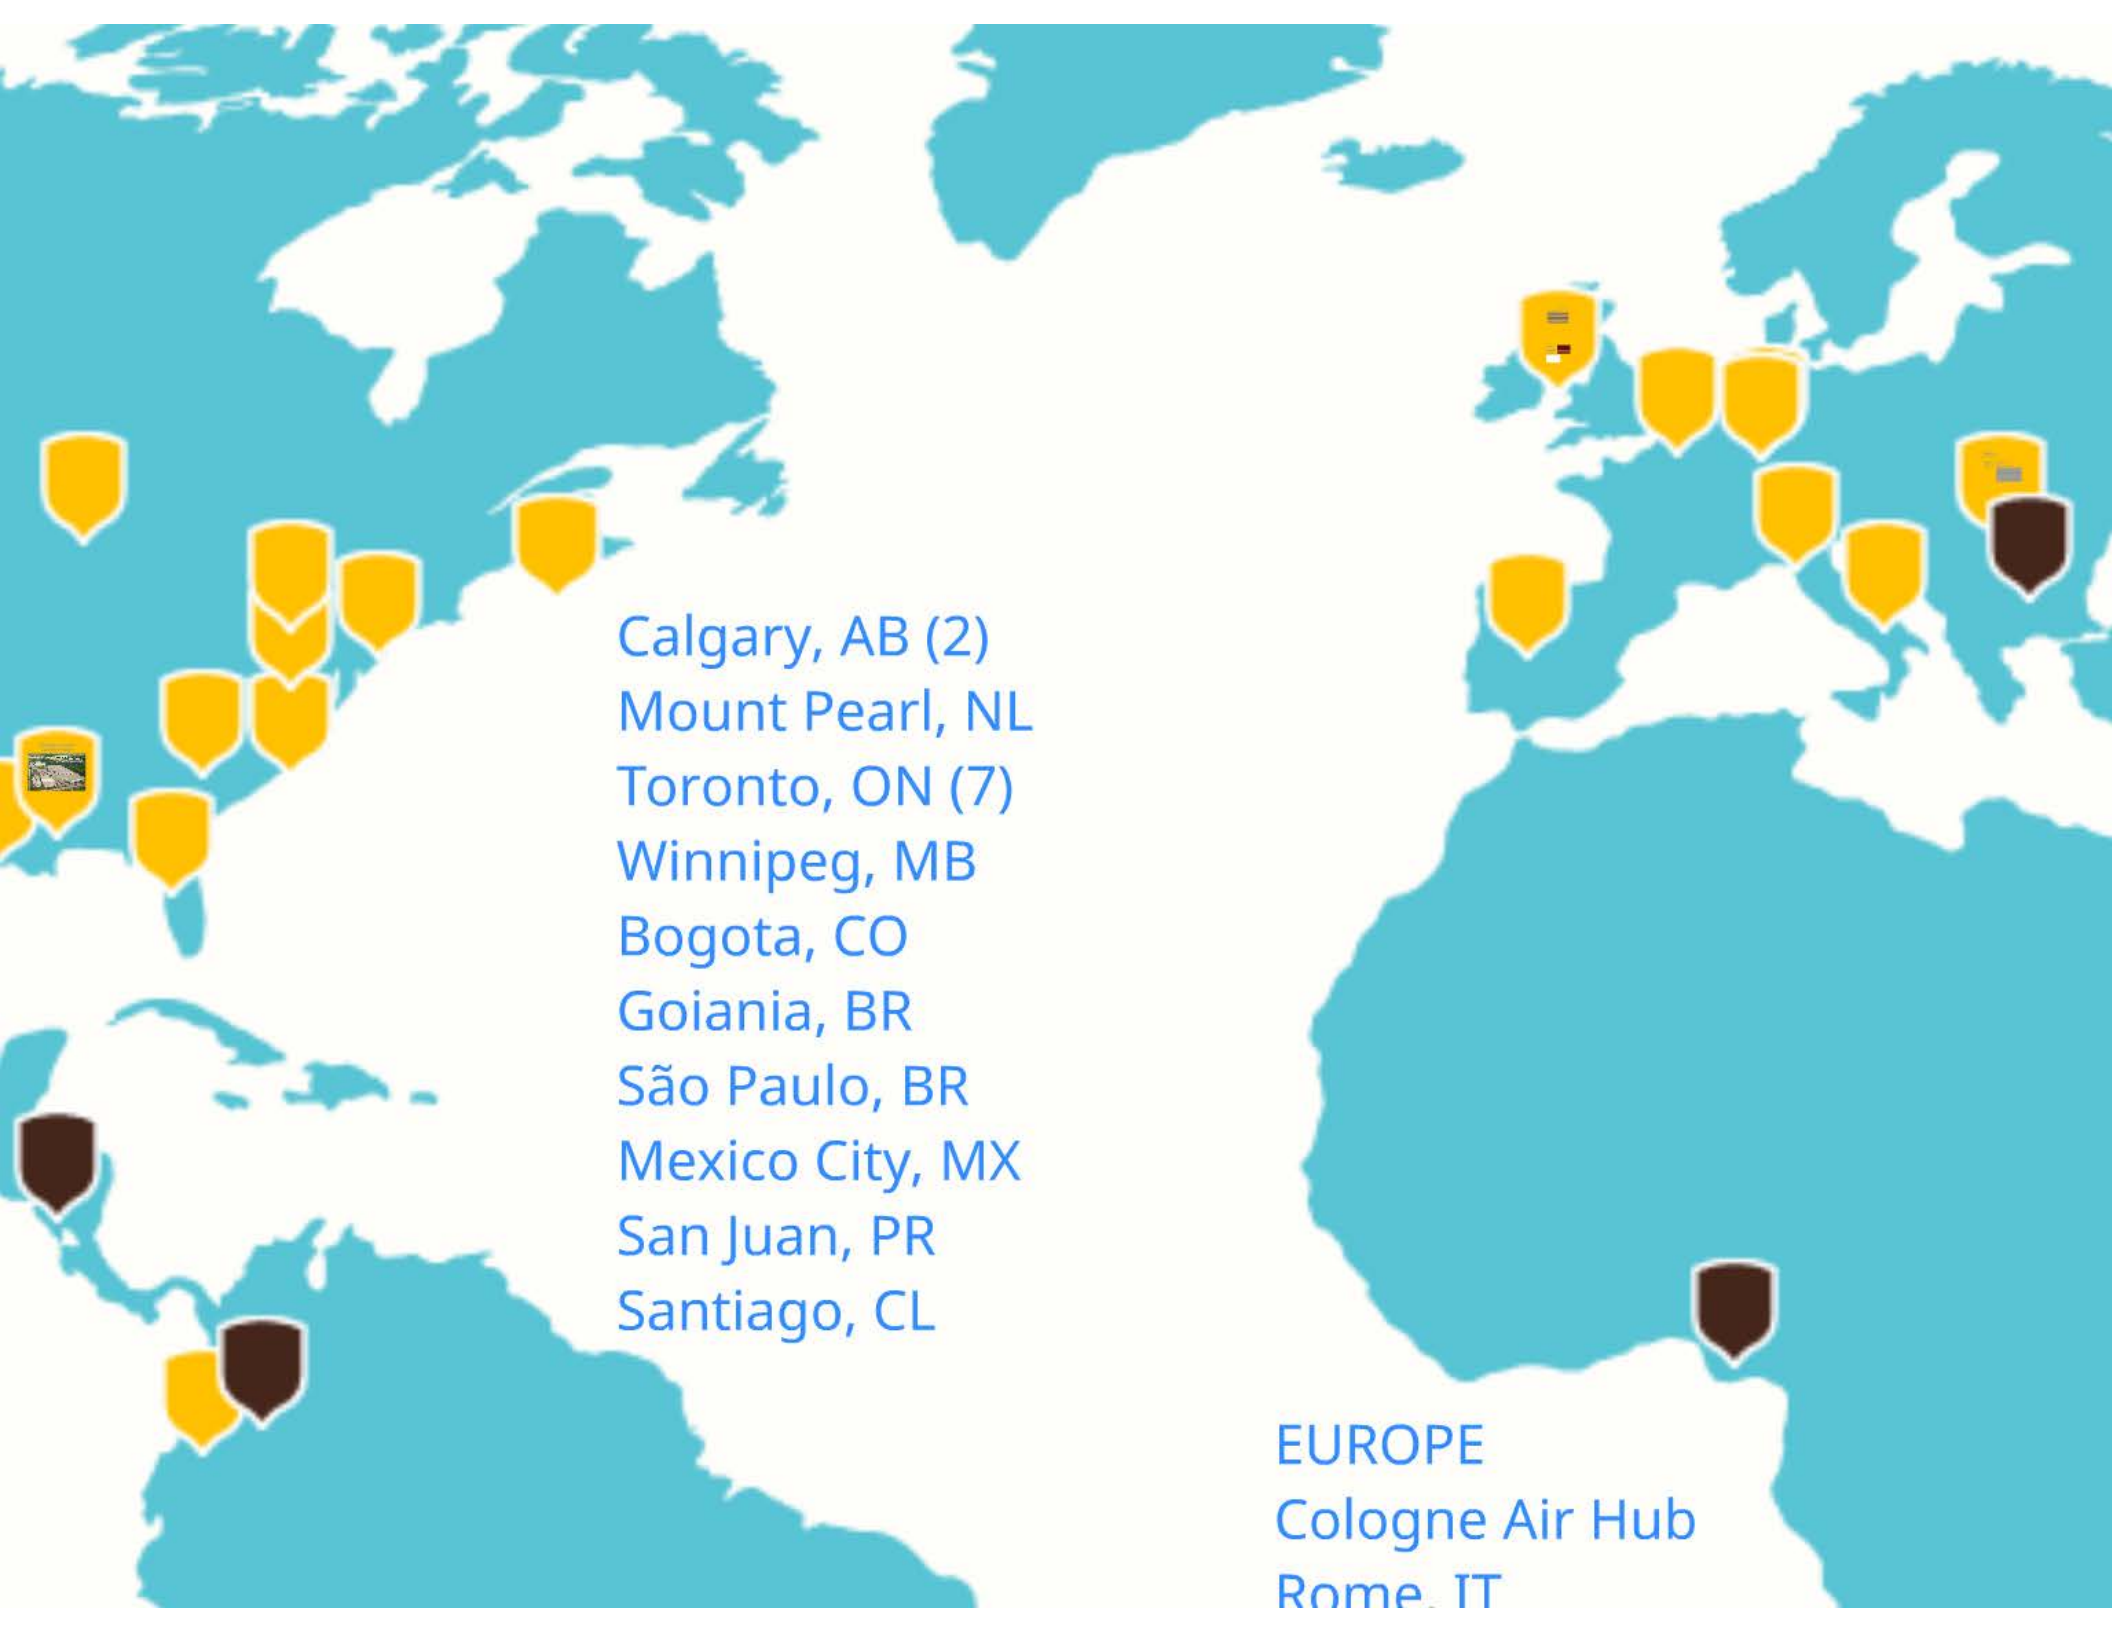 Calgary, AB (2)
Mount Pearl, NL
Toronto, ON (7)
Winnipeg, MB
Bogota, CO
Goiania, BR
São Paulo, BR
Mexico City, MX
San Juan, PR
Santiago, CL
EUROPE
Cologne Air Hub
Rome, IT